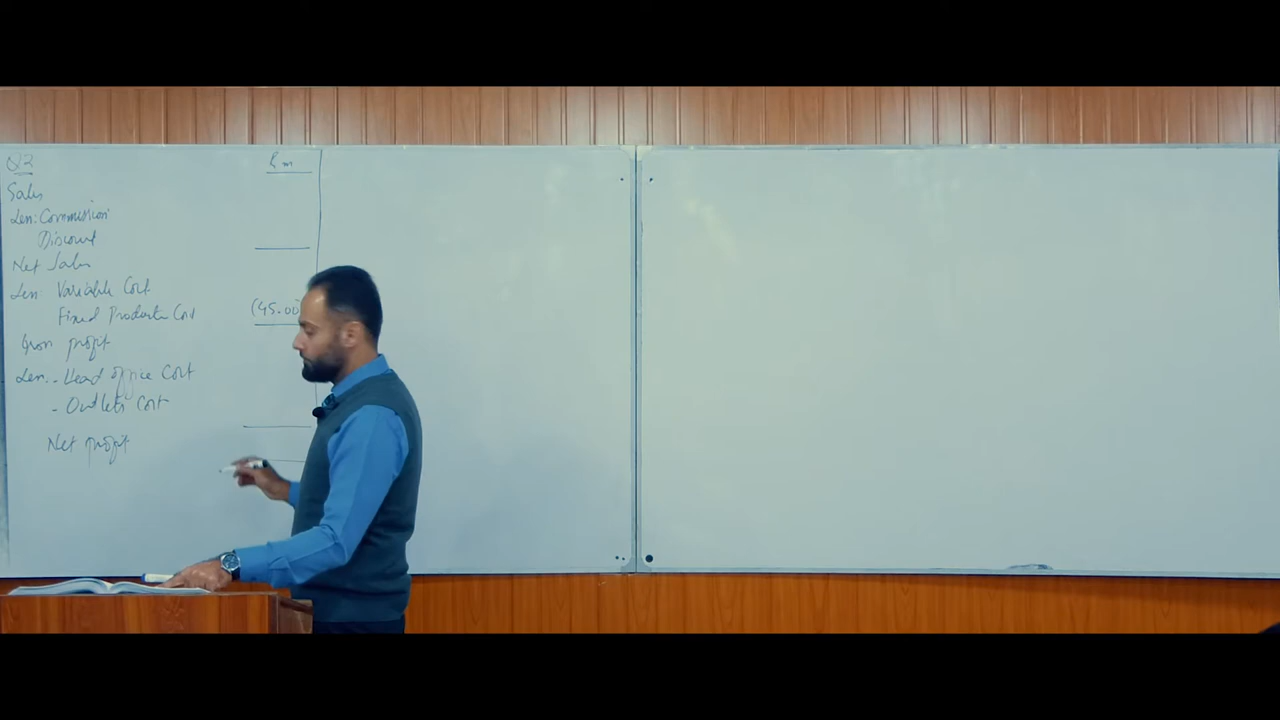 Q2
Rs m
Sales
Less: Commission
Discount
Net Sales
Less: Variable Cost
Fixed Production Cost (45.00
Gross profit
Less: - Head office Cost
- Outlets Cost
Net profit